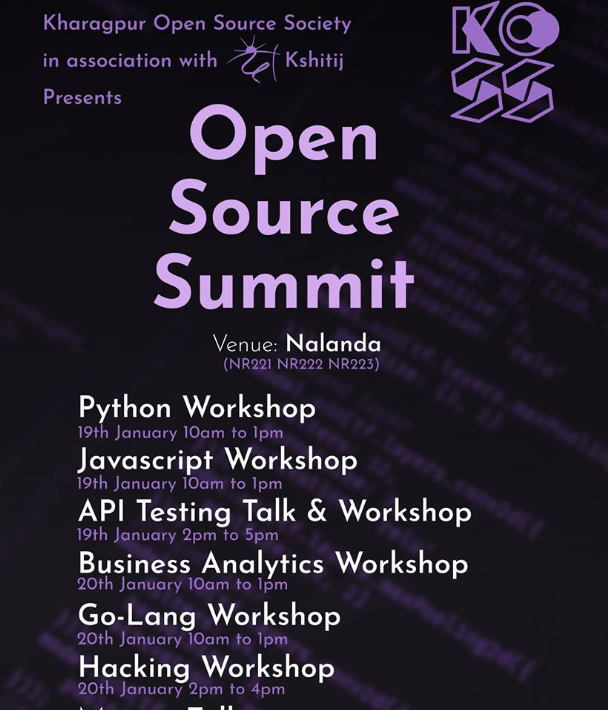 Kharagpur Open Source Society
in association with Kshitij
Presents
KOSS
Open
Source
Summit
Venue: Nalanda
(NR221 NR222 NR223)
Python Workshop
19th January 10am to 1pm
Javascript Workshop
19th January 10am to 1pm
API Testing Talk & Workshop
19th January 2pm to 5pm
Business Analytics Workshop
20th January 10am to 1pm
Go-Lang Workshop
20th January 10am to 1pm
Hacking Workshop
20th January 2pm to 4pm